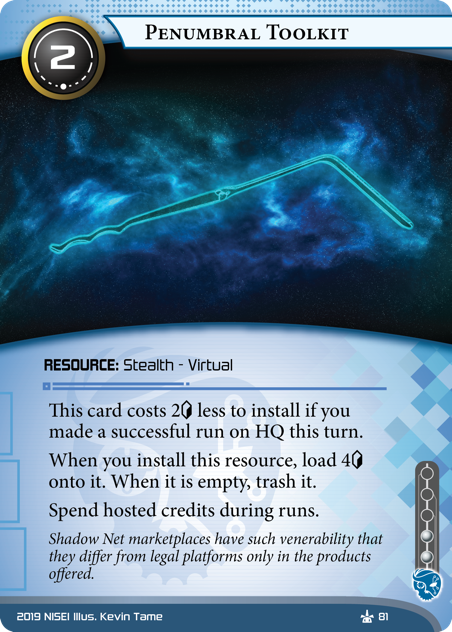 PENUMBRAL TOOLKIT
2
RESOURCE: Stealth - Virtual
This card costs 2 less to install if you
made a successful run on HQ this turn.
When you install this resource, load 4
onto it. When it is empty, trash it.
Spend hosted credits during runs.
Shadow Net marketplaces have such venerability that
they differ from legal platforms only in the products
offered.
2019 NISEI Illus. Kevin Tame
81